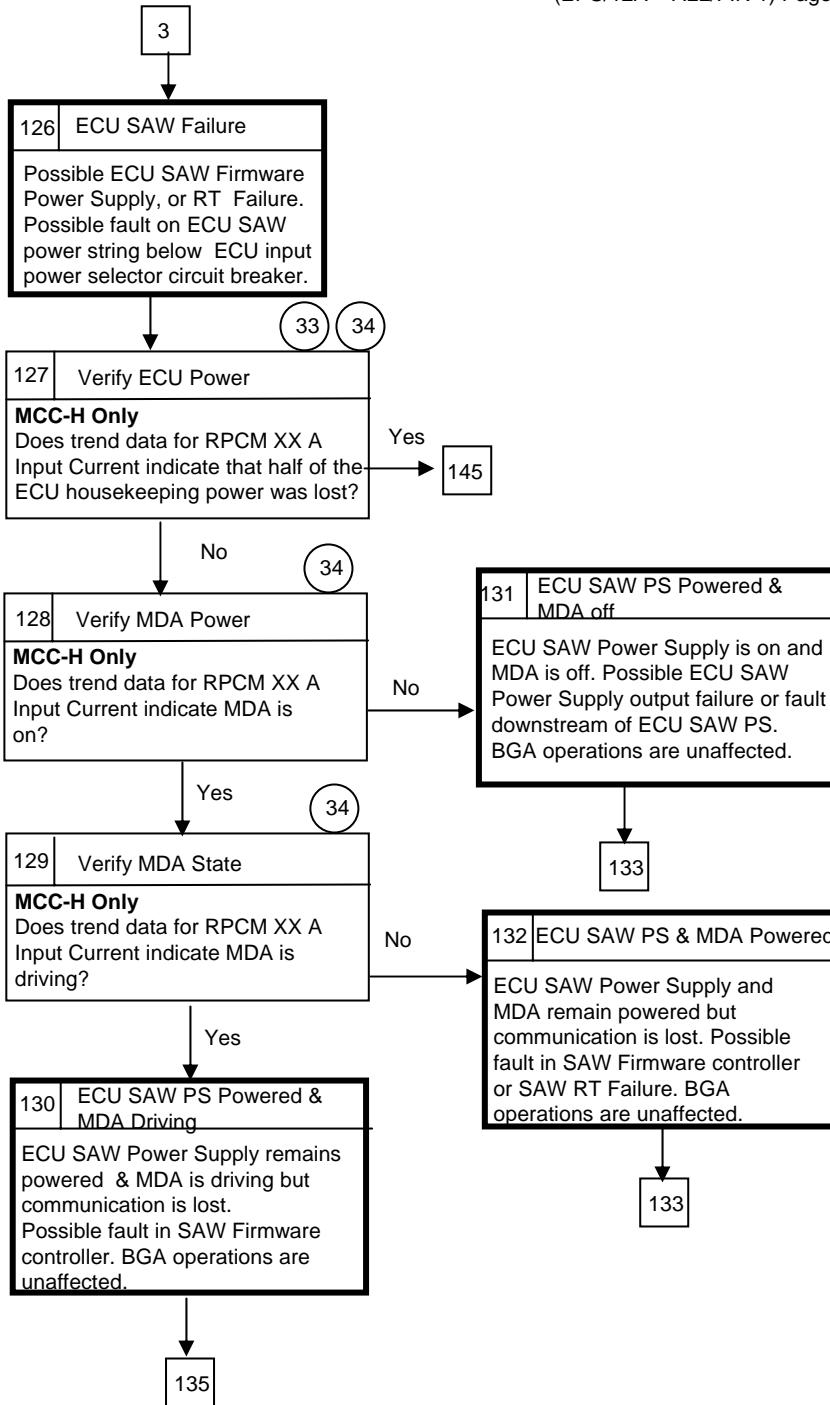 3
126 ECU SAW Failure
Possible ECU SAW Firmware
Power Supply, or RT Failure.
Possible fault on ECU SAW
power string below ECU input
power selector circuit breaker.
33 34
127 Verify ECU Power
MCC-H Only
Does trend data for RPCM XX A
Input Current indicate that half of the
ECU housekeeping power was lost?
Yes
145
No
34
128 Verify MDA Power
MCC-H Only
Does trend data for RPCM XX A
Input Current indicate MDA is
on?
No
131 ECU SAW PS Powered &
MDA off
ECU SAW Power Supply is on and
MDA is off. Possible ECU SAW
Power Supply output failure or fault
downstream of ECU SAW PS.
BGA operations are unaffected.
133
Yes
34
129 Verify MDA State
MCC-H Only
Does trend data for RPCM XX A
Input Current indicate MDA is
driving?
No
132 ECU SAW PS & MDA Powered
ECU SAW Power Supply and
MDA remain powered but
communication is lost. Possible
fault in SAW Firmware controller
or SAW RT Failure. BGA
operations are unaffected.
133
Yes
130 ECU SAW PS Powered &
MDA Driving
ECU SAW Power Supply remains
powered & MDA is driving but
communication is lost.
Possible fault in SAW Firmware
controller. BGA operations are
unaffected.
135